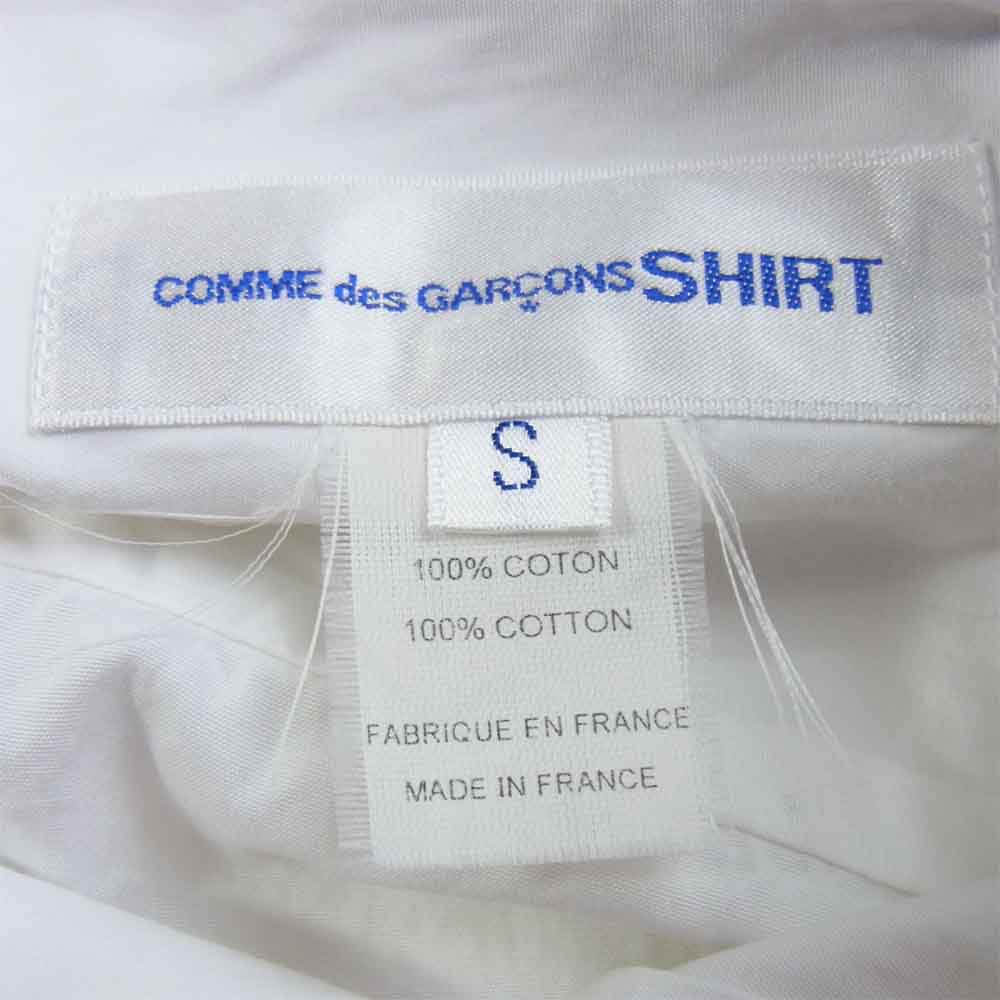 COMME des GARÇONS SHIRT
S
100% COTON
100% COTTON
FABRIQUE EN FRANCE
MADE IN FRANCE